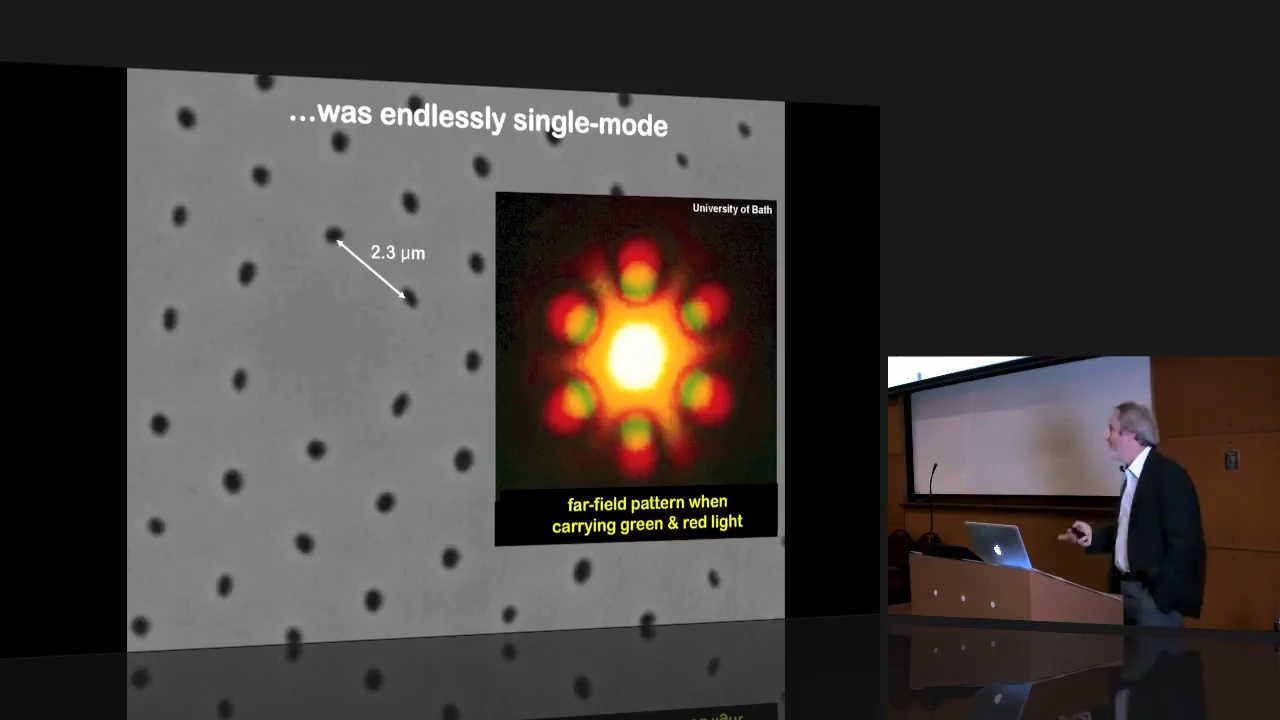 ...was endlessly single-mode
University of Bath
2.3 µm
far-field pattern when
carrying green & red light